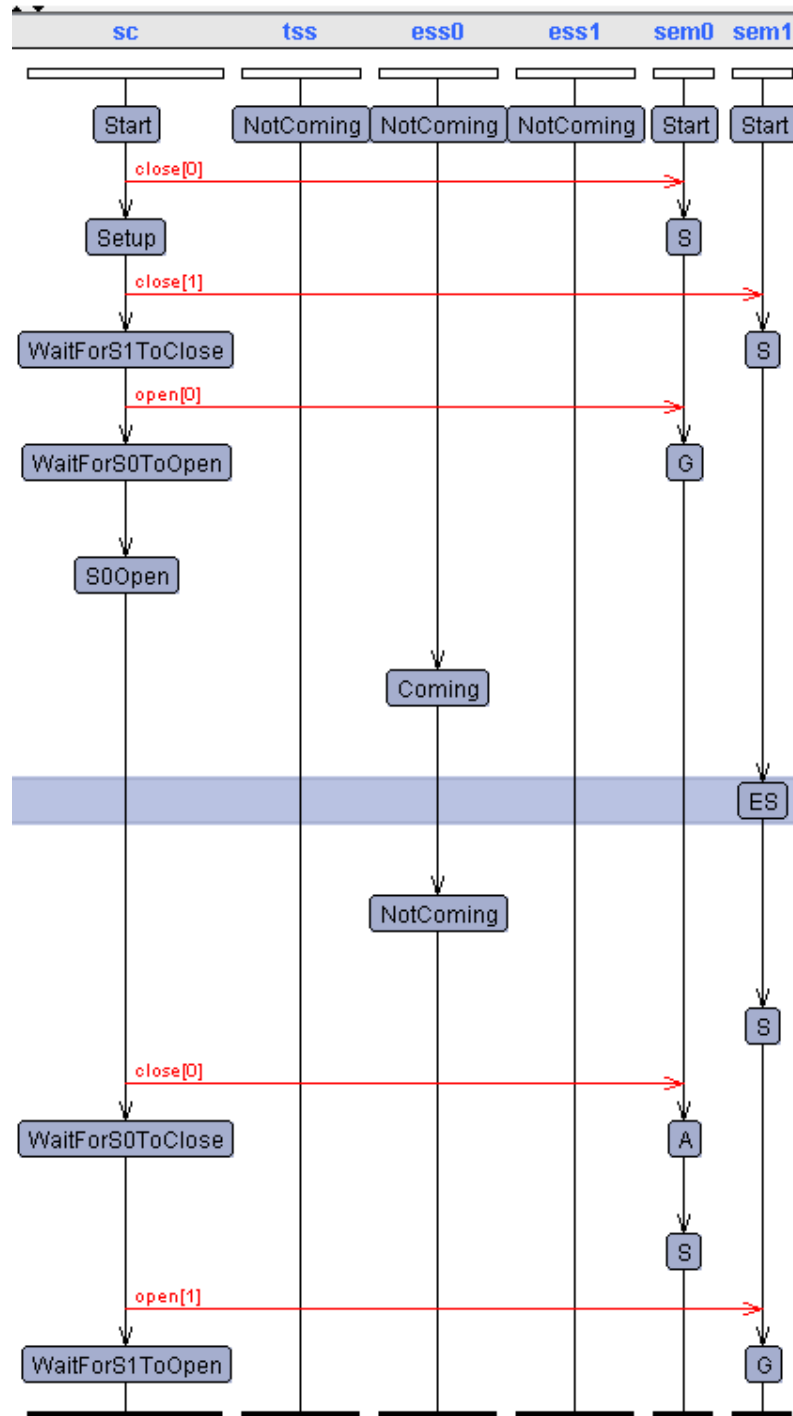 sc tss ess0 ess1 sem0 sem1
Start NotComing NotComing NotComing Start Start
close[0]
Setup S
close[1]
WaitForS1ToClose S
open[0]
WaitForS0ToOpen G
S0Open
Coming
ES
NotComing
S
close[0]
WaitForS0ToClose A
S
open[1]
WaitForS1ToOpen G